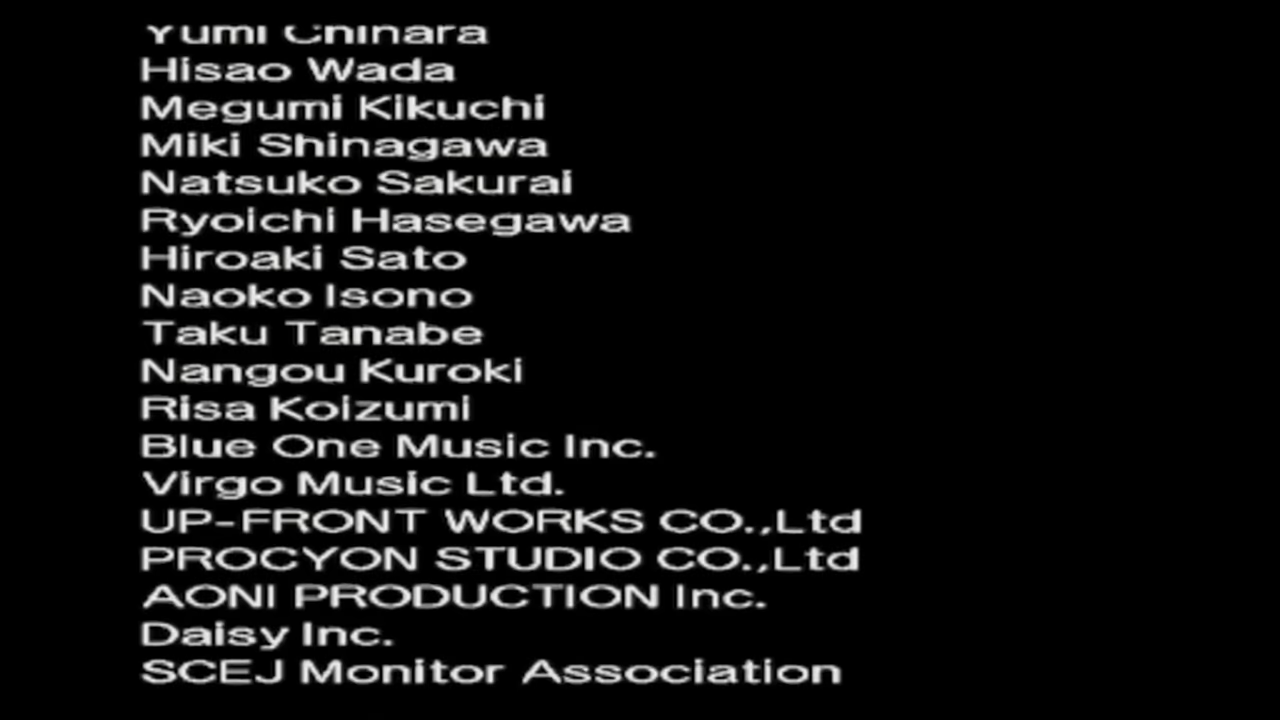 Yumi Chihara
Hisao Wada
Megumi Kikuchi
Miki Shinagawa
Natsuko Sakurai
Ryoichi Hasegawa
Hiroaki Sato
Naoko Isono
Taku Tanabe
Nangou Kuroki
Risa Koizumi
Blue One Music Inc.
Virgo Music Ltd.
UP-FRONT WORKS CO.,Ltd
PROCYON STUDIO CO.,Ltd
AONI PRODUCTION Inc.
Daisy Inc.
SCEJ Monitor Association